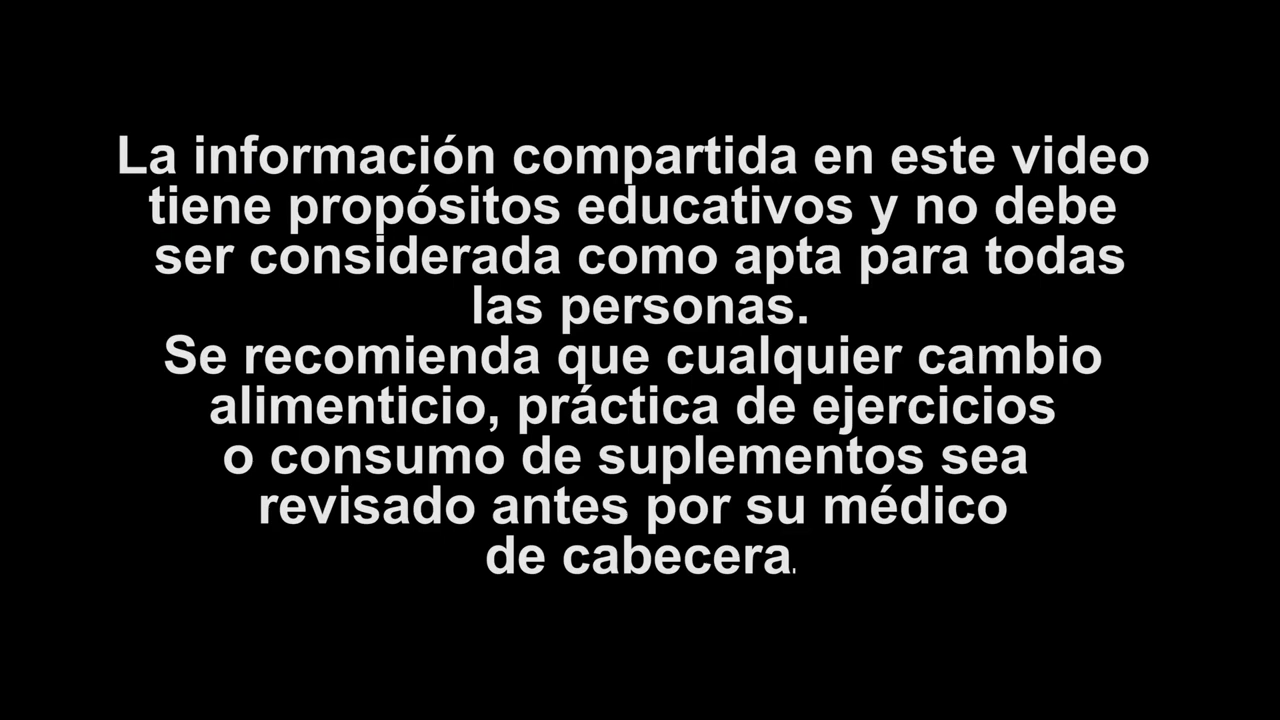 La información compartida en este video
tiene propósitos educativos y no debe
ser considerada como apta para todas
las personas.
Se recomienda que cualquier cambio
alimenticio, práctica de ejercicios
o consumo de suplementos sea
revisado antes por su médico
de cabecera.